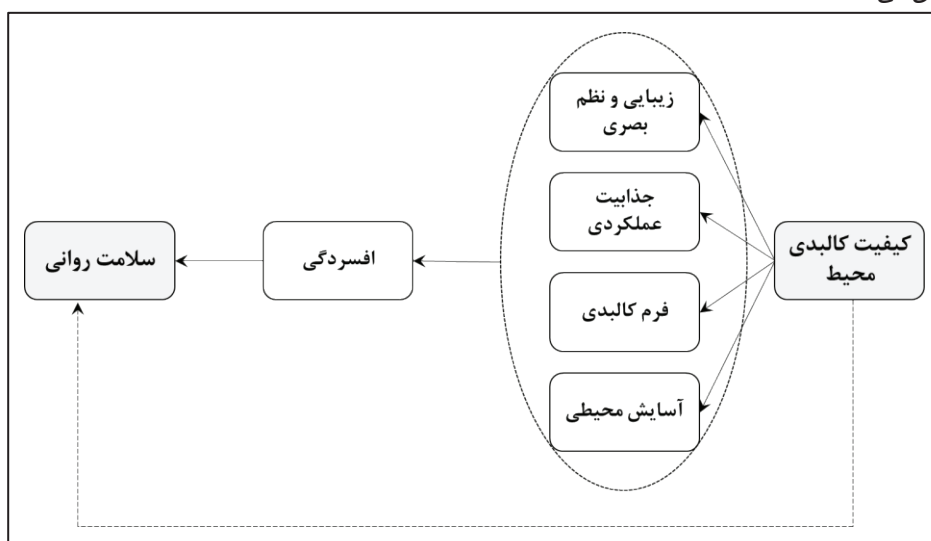 زیبایی و نظم
بصری
جذابیت
عملکردی
فرم کالبدی
آسایش محیطی
کیفیت کالبدی
محیط
افسردگی
سلامت روانی